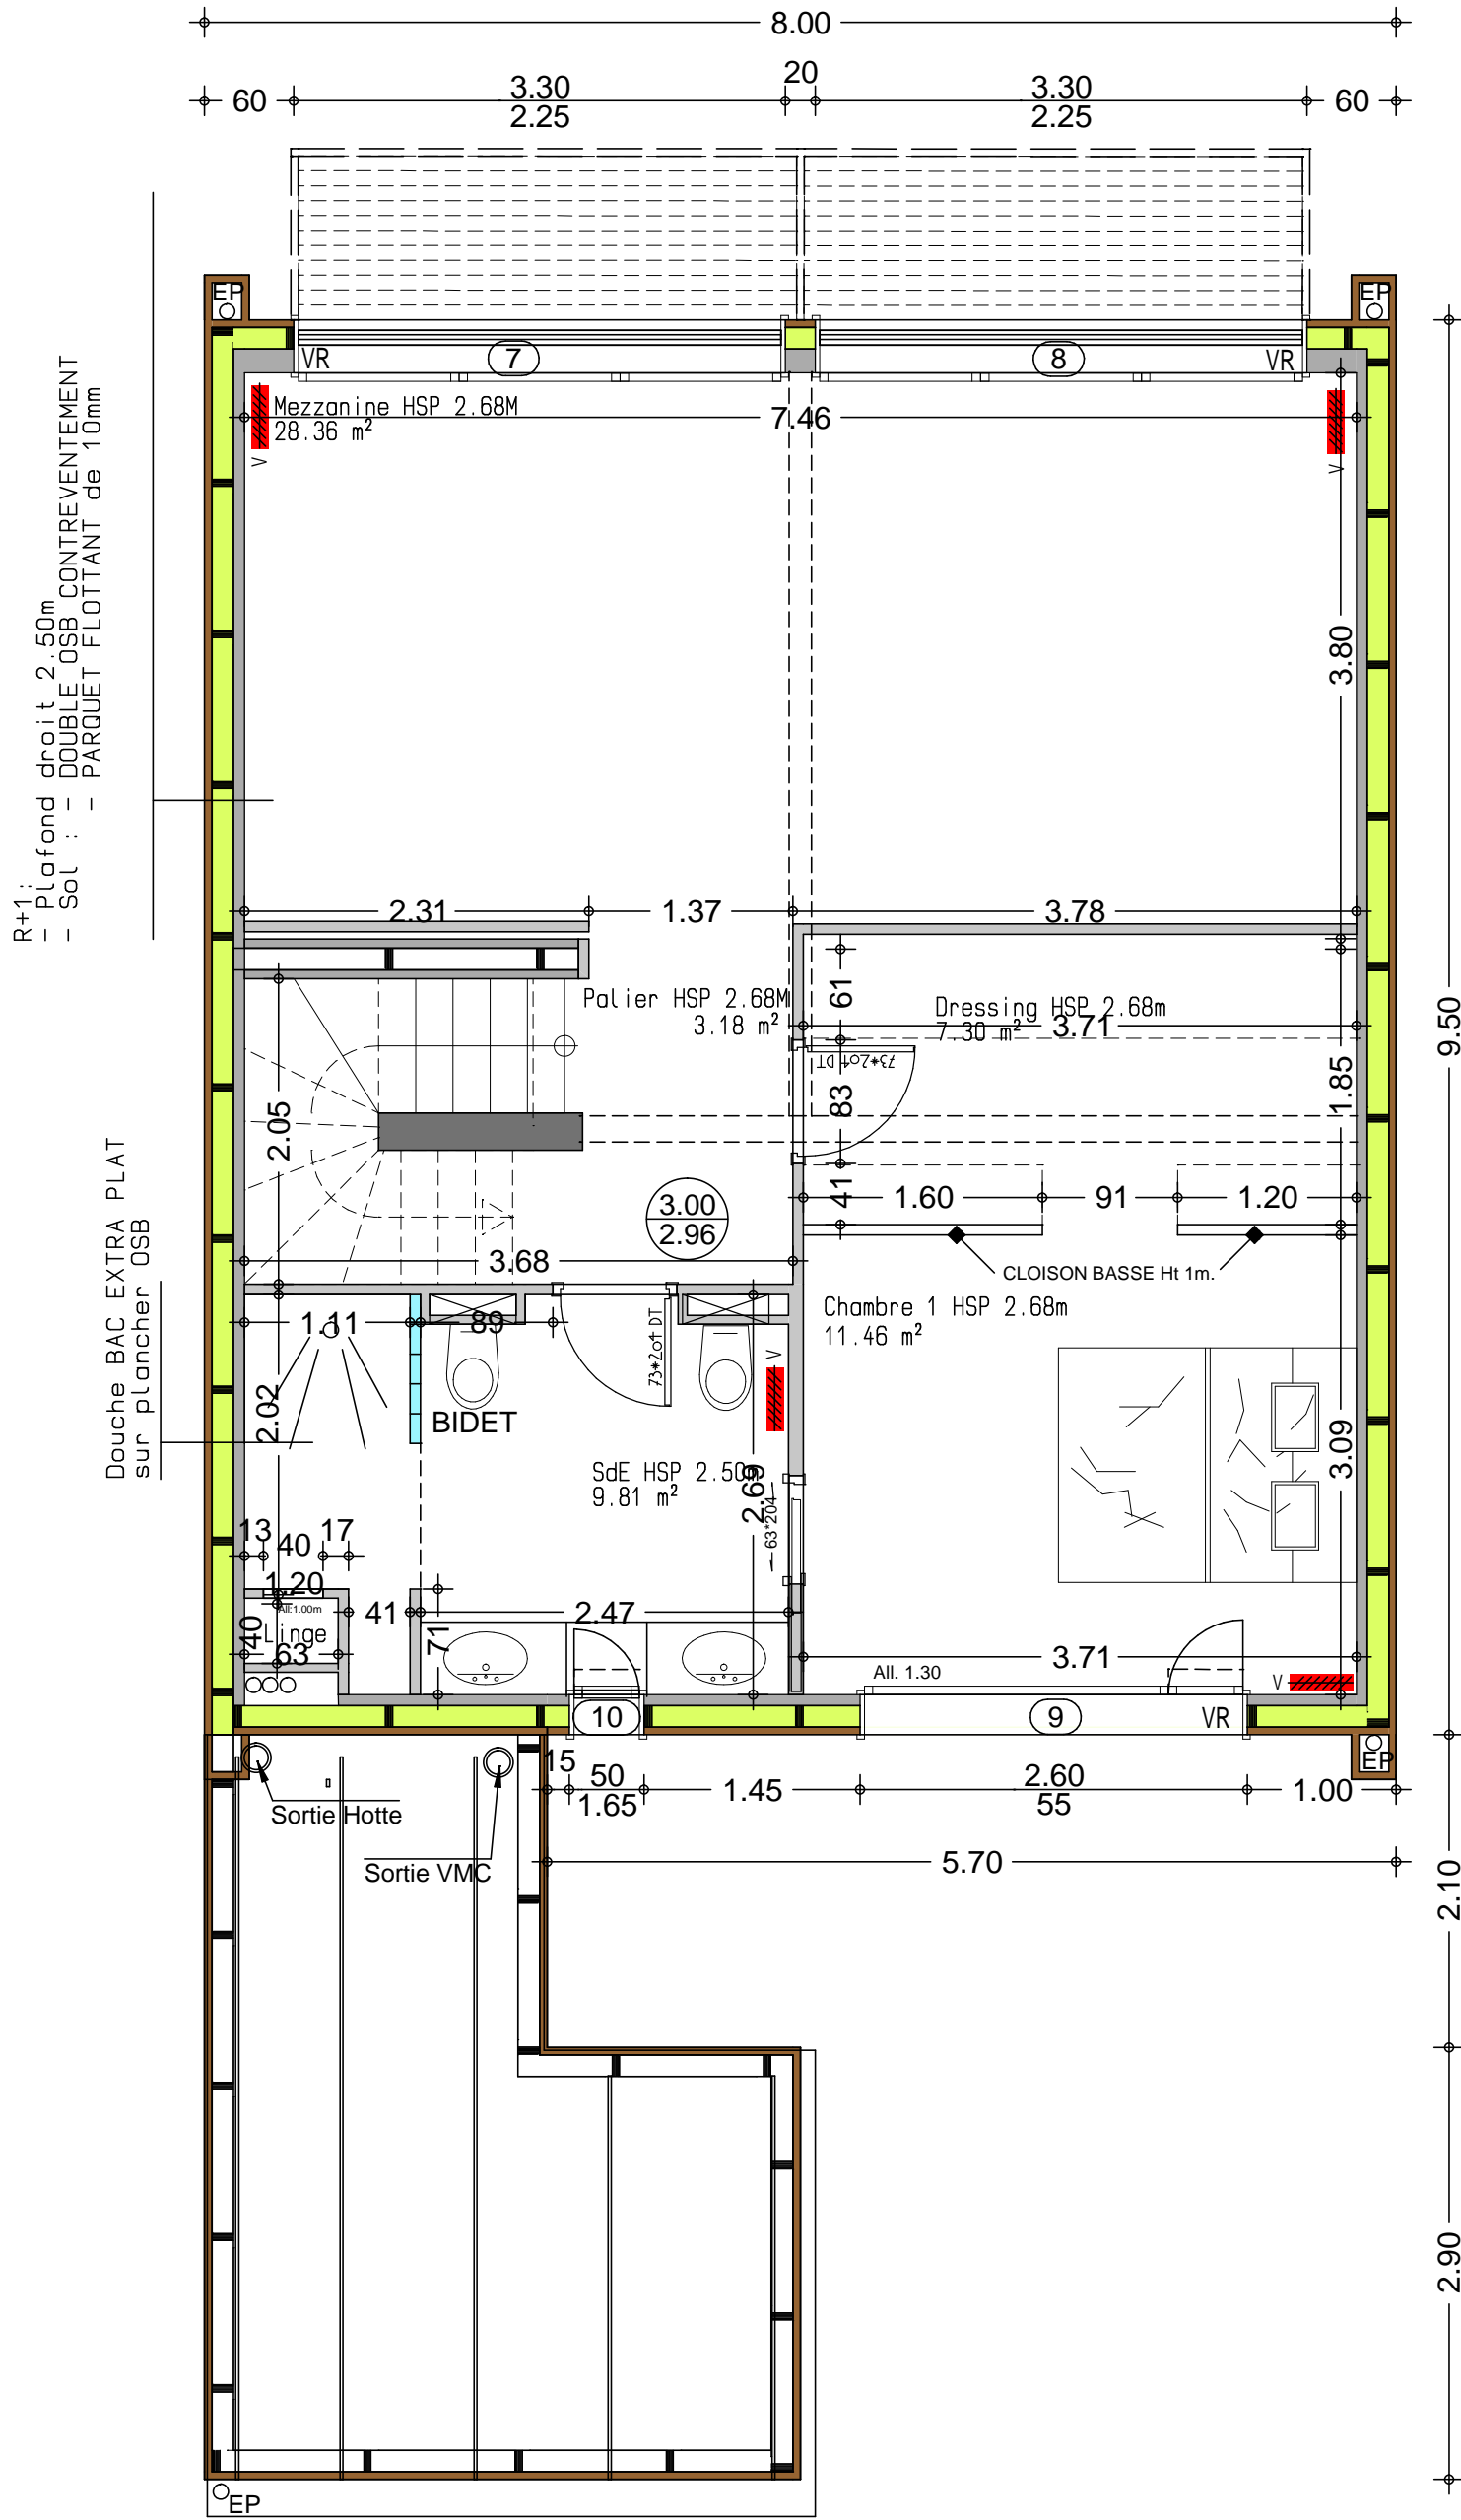 8.00
60
3.30
2.25
20
3.30
2.25
60
EP
EP
VR
7
8
VR
Mezzanine HSP 2.68M
28.36 m²
7.46
V
V
R+1:
- Plafond droit 2.50m
- Sol : - DOUBLE OSB CONTREVENTEMENT
- PARQUET FLOTTANT de 10mm
3.80
9.50
2.31
1.37
3.78
Palier HSP 2.68M
3.18 m²
61
Dressing HSP 2.68m
7.30 m²
3.71
73*204 DT
83
1.85
2.05
41
1.60
91
1.20
3.00
2.96
3.68
CLOISON BASSE Ht 1m.
Douche BAC EXTRA PLAT
sur plancher OSB
1.11
89
73*204 DT
V
Chambre 1 HSP 2.68m
11.46 m²
2.02
BIDET
SdE HSP 2.50m
9.81 m²
2.69
63*204
3.09
13
40
17
1.20
All:1.00m
40
Llinge
63
41
71
2.47
3.71
All. 1.30
V
10
9
VR
EP
15
50
1.65
1.45
2.60
55
1.00
Sortie Hotte
Sortie VMC
5.70
2.10
2.90
EP